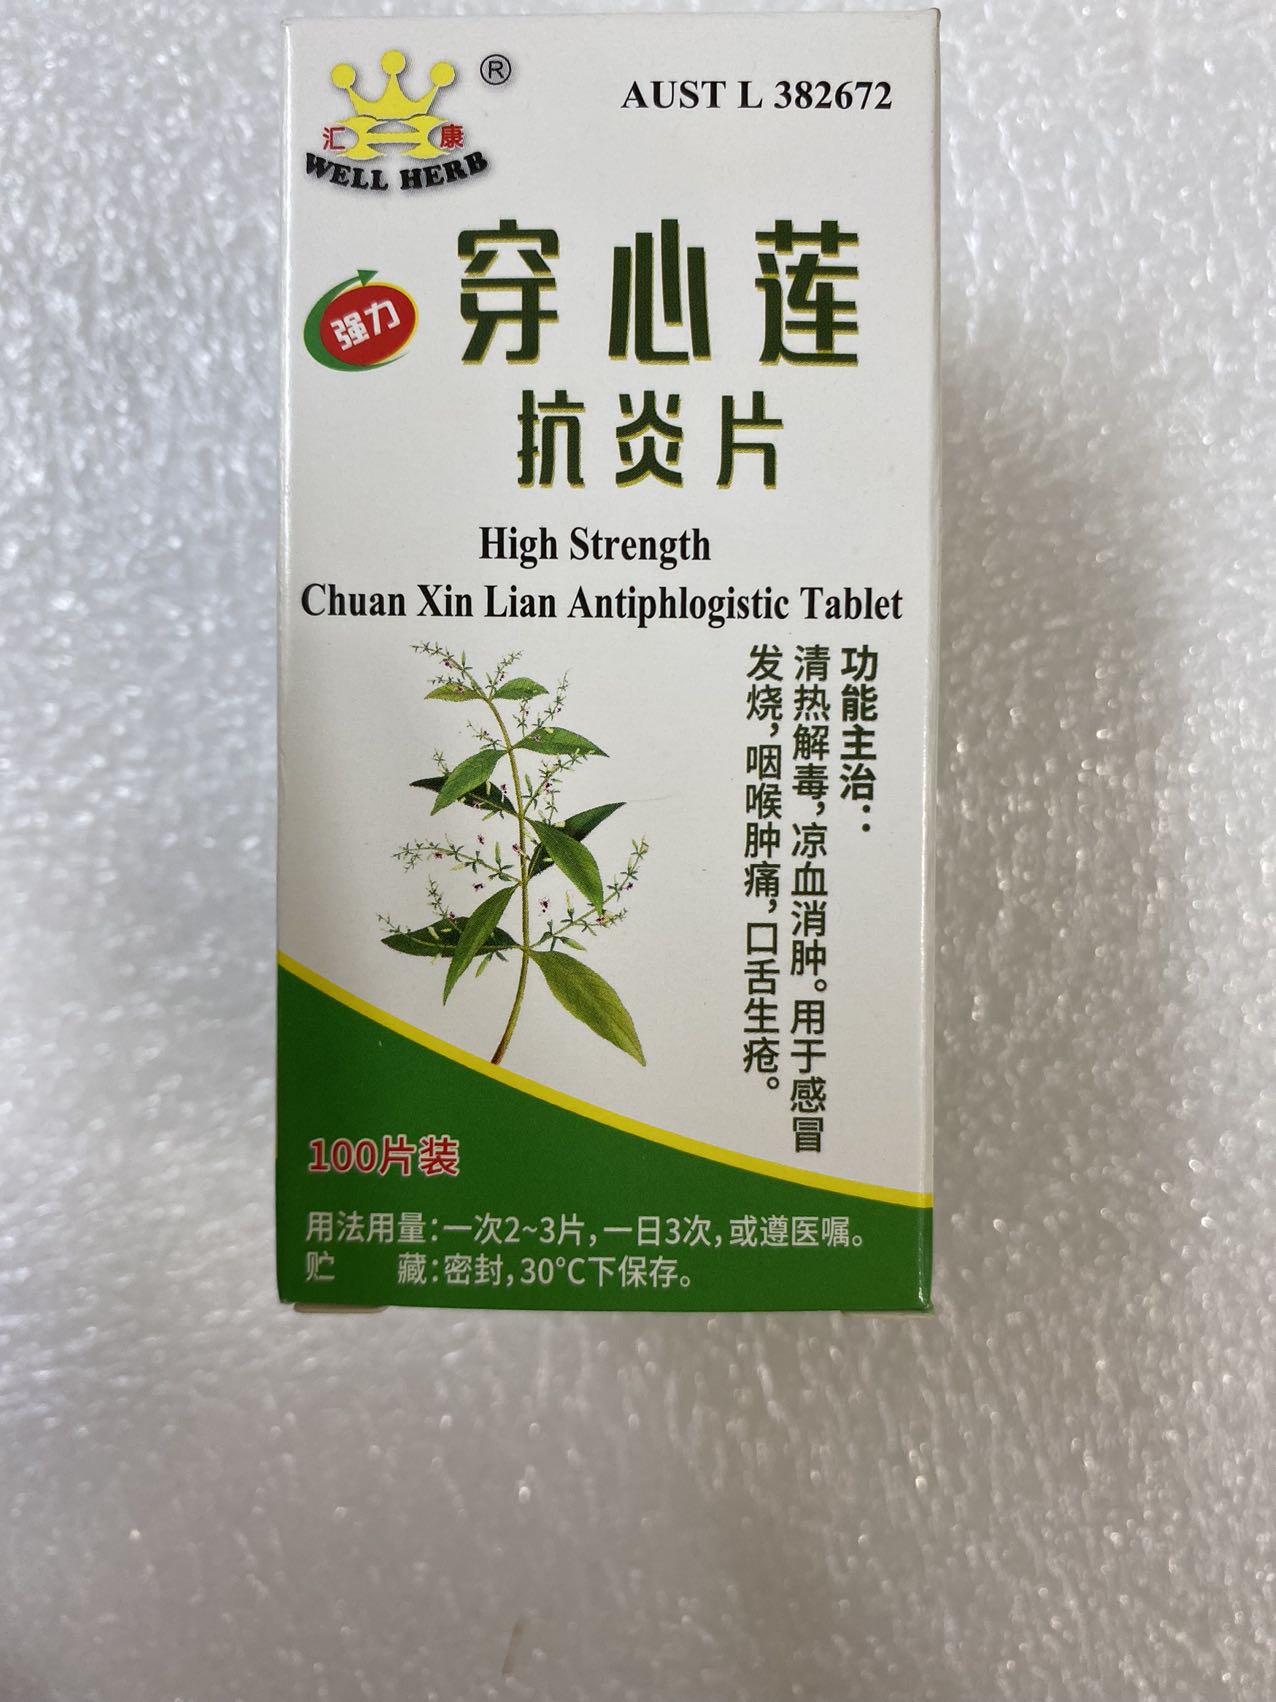 ®
AUST L 382672
汇 康
WELL HERB
强力
穿心莲
抗炎片
High Strength
Chuan Xin Lian Antiphlogistic Tablet
功能主治：
清热解毒，凉血消肿。用于感冒
发烧，咽喉肿痛，口舌生疮。
100片装
用法用量：一次2~3片，一日3次，或遵医嘱。
贮 藏：密封，30℃下保存。